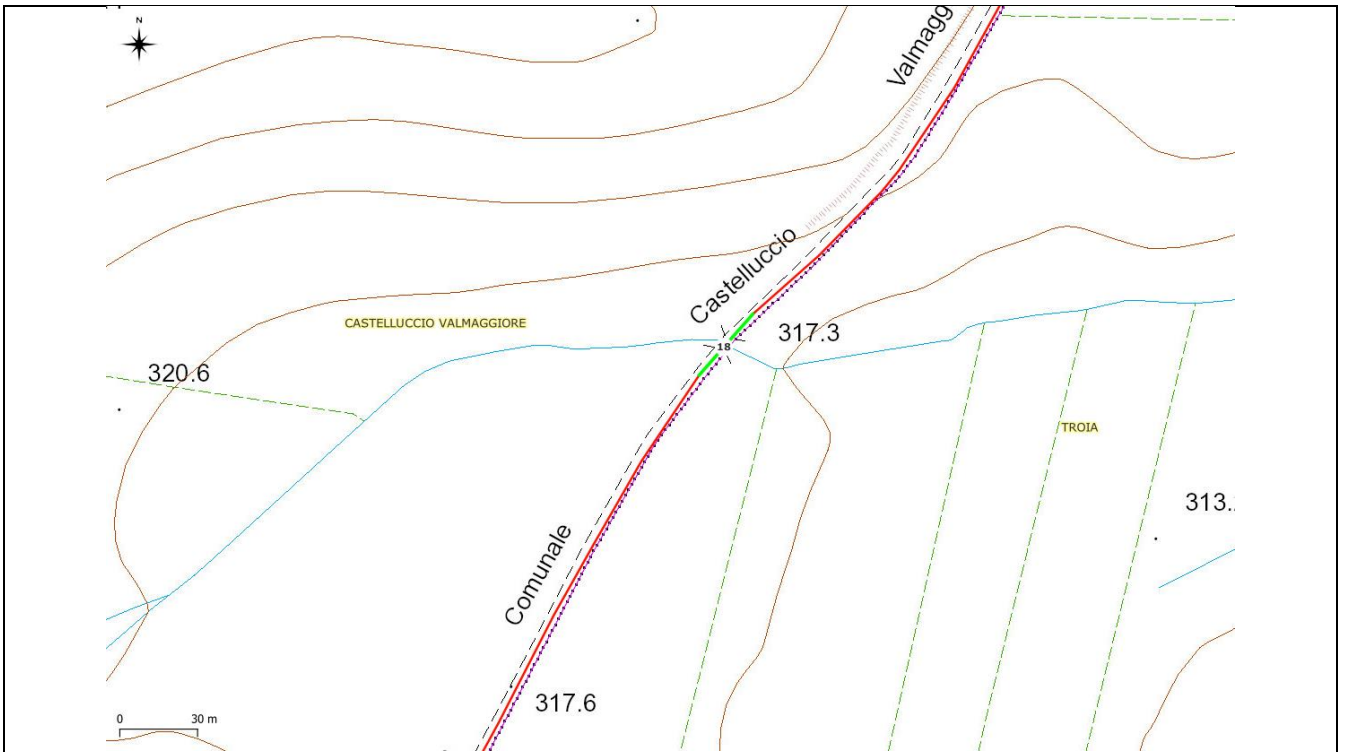 N
Valmagg
Castelluccio
317.3
18
CASTELLUCCIO VALMAGGIORE
320.6
TROIA
313.
Comunale
317.6
0 30 m